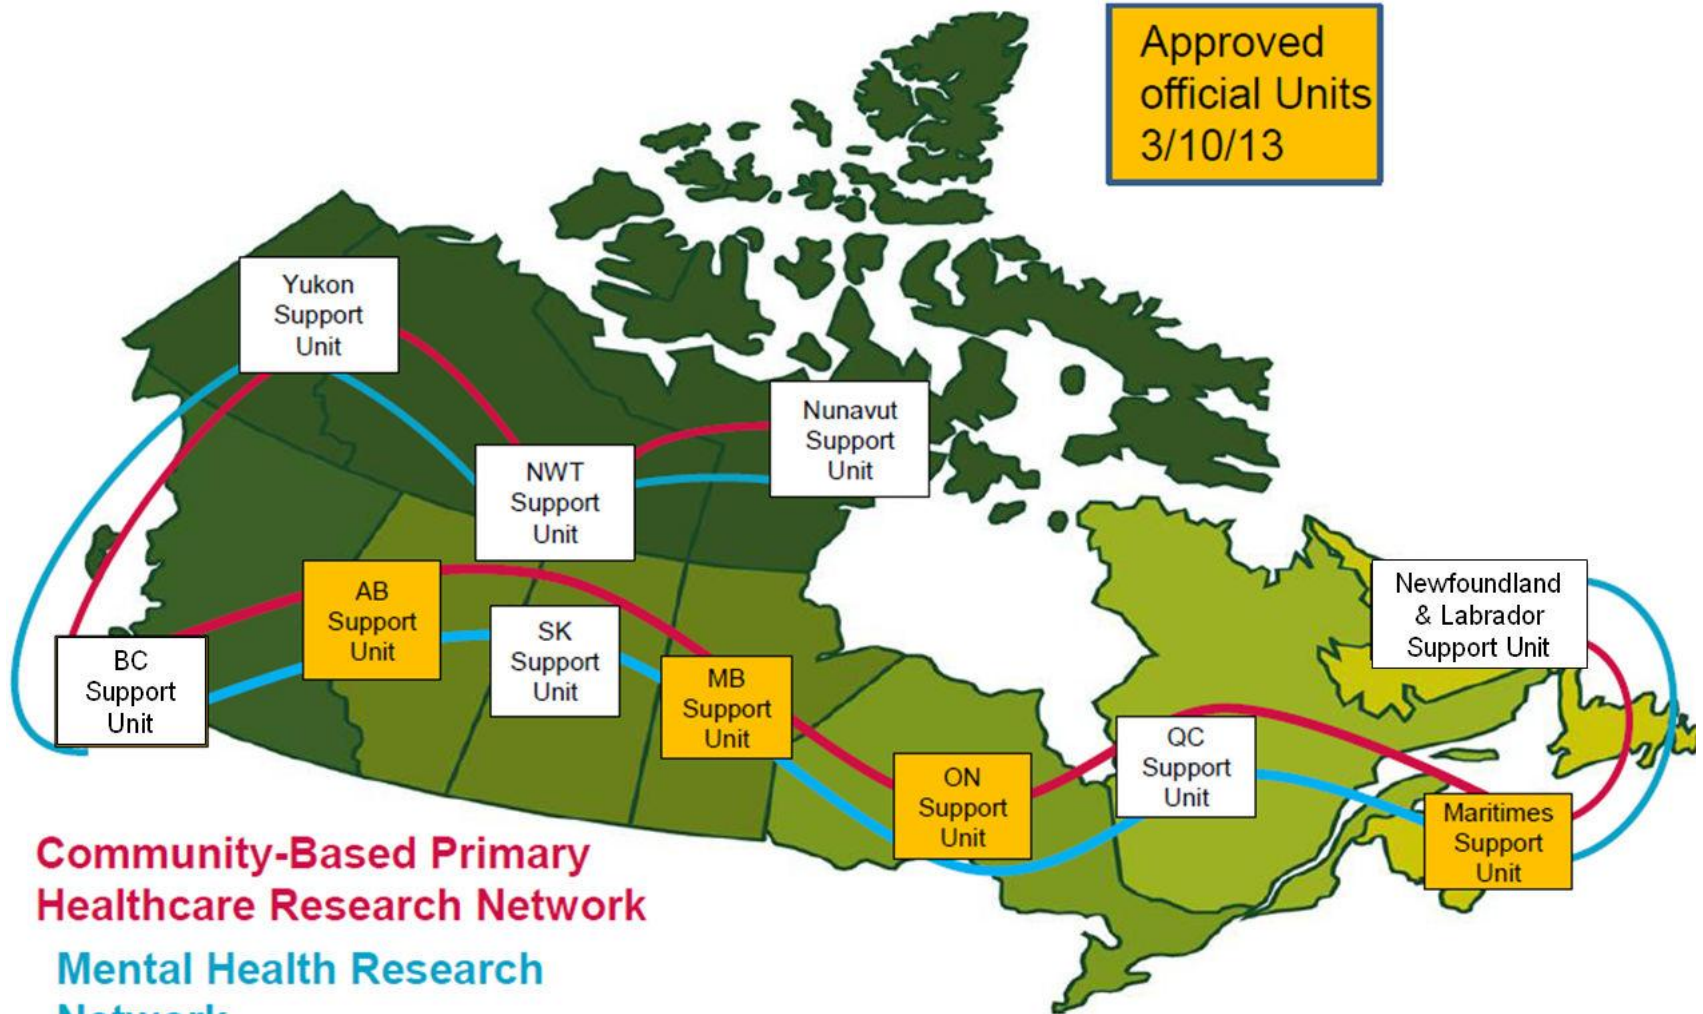 Approved
official Units
3/10/13
Yukon
Support
Unit
Nunavut
Support
Unit
NWT
Support
Unit
AB
Support
Unit
SK
Support
Unit
BC
Support
Unit
MB
Support
Unit
ON
Support
Unit
QC
Support
Unit
Newfoundland
& Labrador
Support Unit
Maritimes
Support
Unit
Community-Based Primary
Healthcare Research Network
Mental Health Research
Network